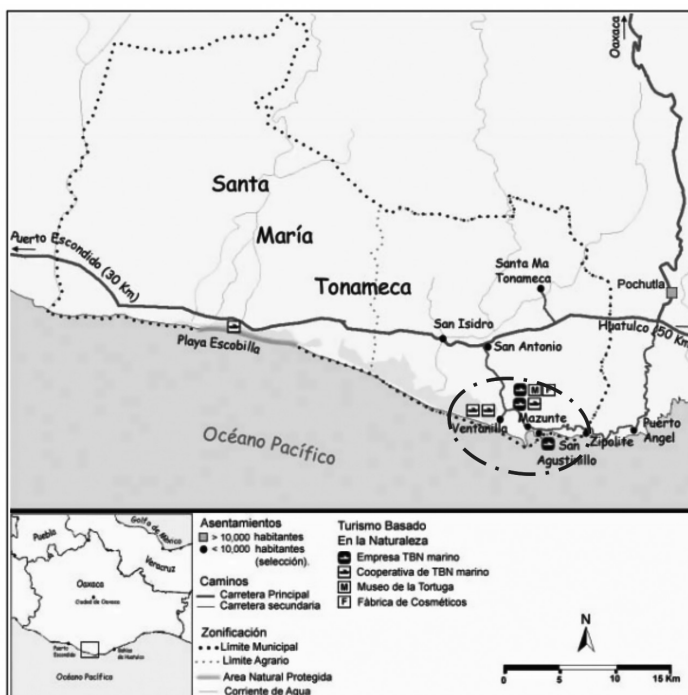 Oaxaca
Santa
María
Tonameca
Puerto Escondido (30 Km)
Santa Ma
Tonameca
Pochutla
Playa Escobilla
San Isidro
San Antonio
Huatulco (50 Km)
M F
Ventanilla
Mazunte
San
Agustinillo
Zipolite
Puerto
Angel
Océano Pacífico
Golfo de México
Puebla
Veracruz
Oaxaca
Ciudad de Oaxaca
Puerto
Escondido
Bahías
de Huatulco
Océano Pacífico
Asentamientos
> 10,000 habitantes
< 10,000 habitantes
(selección).
Caminos
Carretera Principal
Carretera secundaria
Zonificación
Límite Municipal
Límite Agrario
Area Natural Protegida
Corriente de Agua
Turismo Basado
En la Naturaleza
Empresa TBN marino
Cooperativa de TBN marino
M Museo de la Tortuga
F Fàbrica de Cosméticos
N
0 5 10 15 Km